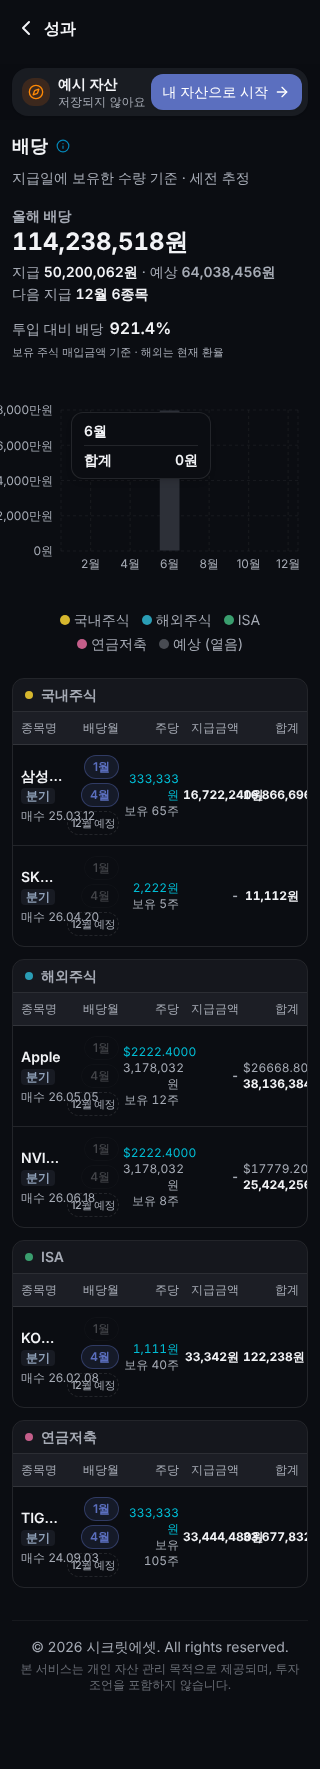 성과
예시 자산
저장되지 않아요
내 자산으로 시작
배당
지급일에 보유한 수량 기준 · 세전 추정
올해 배당
114,238,518원
지급 50,200,062원 · 예상 64,038,456원
다음 지급 12월 6종목
투입 대비 배당 921.4%
보유 주식 매입금액 기준 · 해외는 현재 환율
8,000만원
6,000만원
4,000만원
2,000만원
0원
6월
합계 0원
2월 4월 6월 8월 10월 12월
국내주식 해외주식 ISA
연금저축 예상 (옅음)
국내주식
종목명 배당월 주당 지급금액 합계
삼성...
분기
매수 25.03.12
1월
4월
12월 예정
333,333
원
보유 65주
SK...
분기
매수 26.04.20
1월
4월
12월 예정
2,222원
보유 5주
-
11,112원
해외주식
종목명 배당월 주당 지급금액 합계
Apple
분기
매수 26.05.05
1월
4월
12월 예정
$2222.4000
3,178,032
원
보유 12주
-
$26668.80
38,136,384
NVI...
분기
매수 26.06.18
1월
4월
12월 예정
$2222.4000
3,178,032
원
보유 8주
-
$17779.20
25,424,256
ISA
종목명 배당월 주당 지급금액 합계
KO...
분기
매수 26.02.08
1월
4월
12월 예정
1,111원
보유 40주
33,342원
122,238원
연금저축
종목명 배당월 주당 지급금액 합계
TIG...
분기
매수 24.09.03
1월
4월
12월 예정
333,333
원
보유
105주
© 2026 시크릿에셋. All rights reserved.
본 서비스는 개인 자산 관리 목적으로 제공되며, 투자
조언을 포함하지 않습니다.